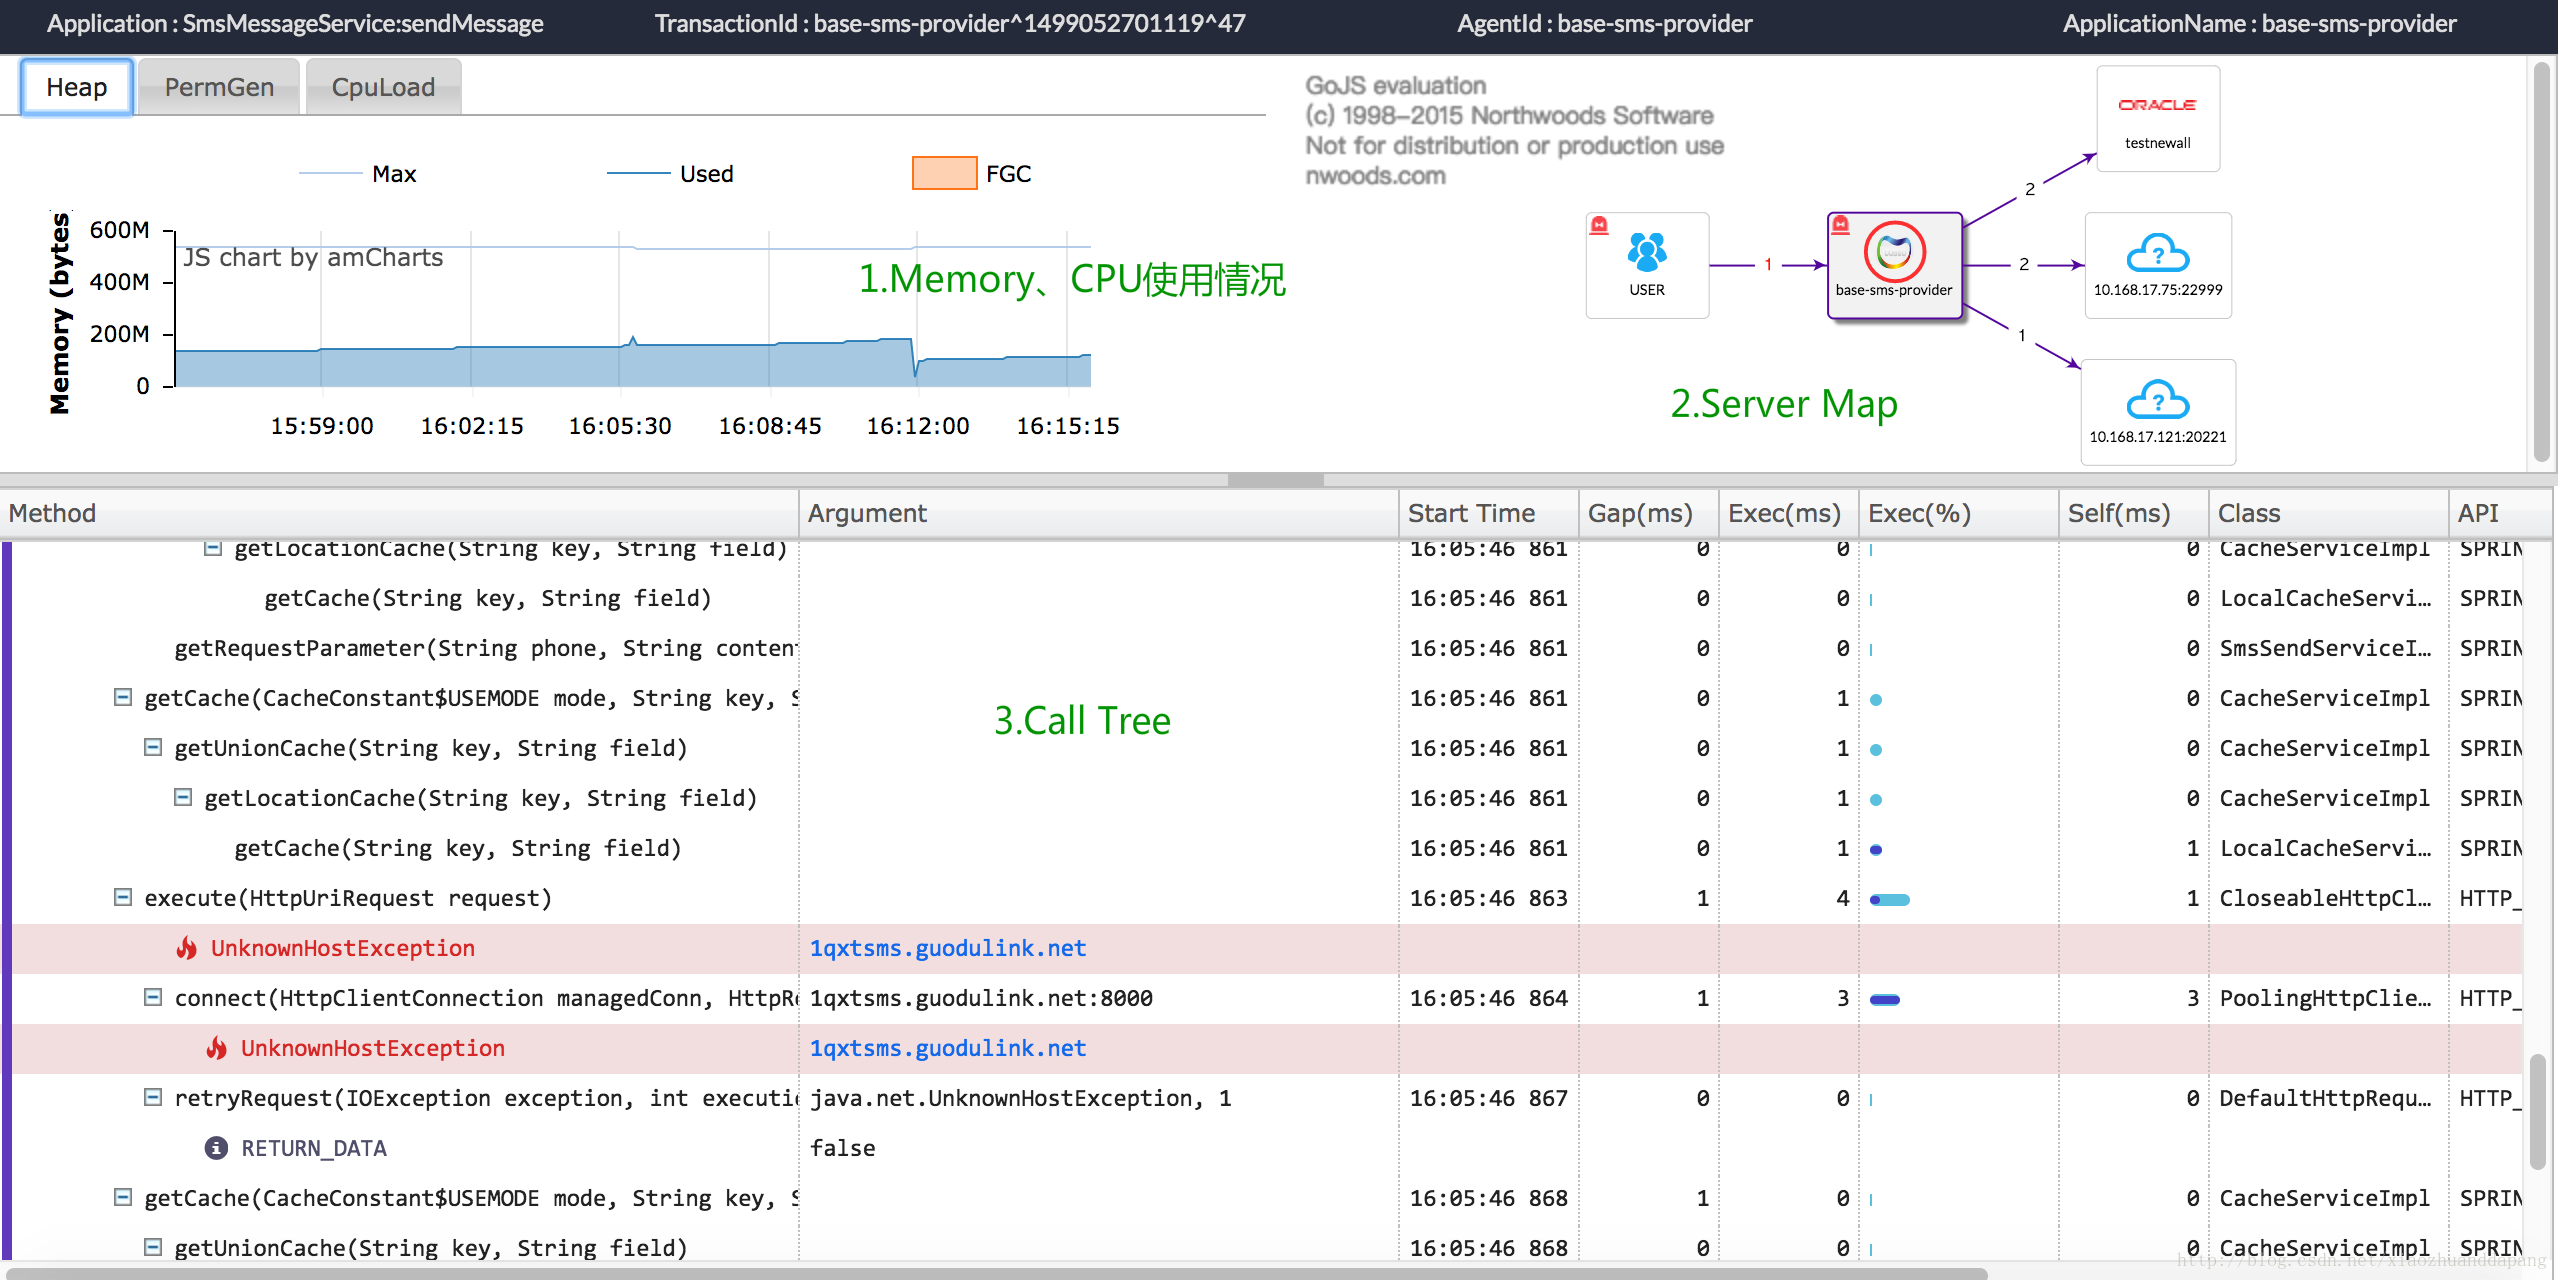 Application : SmsMessageService:sendMessage TransactionId : base-sms-provider^1499052701119^47 AgentId : base-sms-provider ApplicationName : base-sms-provider
Heap PermGen CpuLoad
Max Used FGC
Memory (bytes
600M
400M
200M
0
JS chart by amCharts
15:59:00 16:02:15 16:05:30 16:08:45 16:12:00 16:15:15
1.Memory、CPU使用情况
GoJS evaluation
(c) 1998-2015 Northwoods Software
Not for distribution or production use
nwoods.com
ORACLE
testnewall
2
USER
1
base-sms-provider
2
10.168.17.75:22999
1
10.168.17.121:20221
2.Server Map
Method Argument Start Time Gap(ms) Exec(ms) Exec(%) Self(ms) Class API
getLocationCache(String key, String field) 16:05:46 861 0 0 0 CacheServiceImpl SPRIN
getCache(String key, String field) 16:05:46 861 0 0 0 LocalCacheServi... SPRIN
getRequestParameter(String phone, String conten 16:05:46 861 0 0 0 SmsSendServiceI... SPRIN
getCache(CacheConstant$USEMODE mode, String key, S 16:05:46 861 0 1 0 CacheServiceImpl SPRIN
3.Call Tree
getUnionCache(String key, String field) 16:05:46 861 0 1 0 CacheServiceImpl SPRIN
getLocationCache(String key, String field) 16:05:46 861 0 1 0 CacheServiceImpl SPRIN
getCache(String key, String field) 16:05:46 861 0 1 1 LocalCacheServi... SPRIN
execute(HttpUriRequest request) 16:05:46 863 1 4 1 CloseableHttpCl... HTTP_
UnknownHostException 1qxtsms.guodulink.net
connect(HttpClientConnection managedConn, HttpR 1qxtsms.guodulink.net:8000 16:05:46 864 1 3 3 PoolingHttpClie... HTTP_
UnknownHostException 1qxtsms.guodulink.net
retryRequest(IOException exception, int executi java.net.UnknownHostException, 1 16:05:46 867 0 0 0 DefaultHttpRequ... HTTP_
RETURN_DATA false
getCache(CacheConstant$USEMODE mode, String key, S 16:05:46 868 1 0 0 CacheServiceImpl SPRIN
getUnionCache(String key, String field) 16:05:46 868 0 0 0 CacheServiceImpl SPRIN
http://blog.csdn.net/xiaozhuanddapang